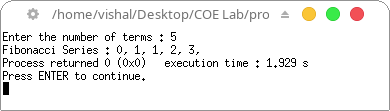 /home/vishal/Desktop/COE Lab/pro
Enter the number of terms : 5
Fibonacci Series : 0, 1, 1, 2, 3,
Process returned 0 (0x0)   execution time : 1.929 s
Press ENTER to continue.